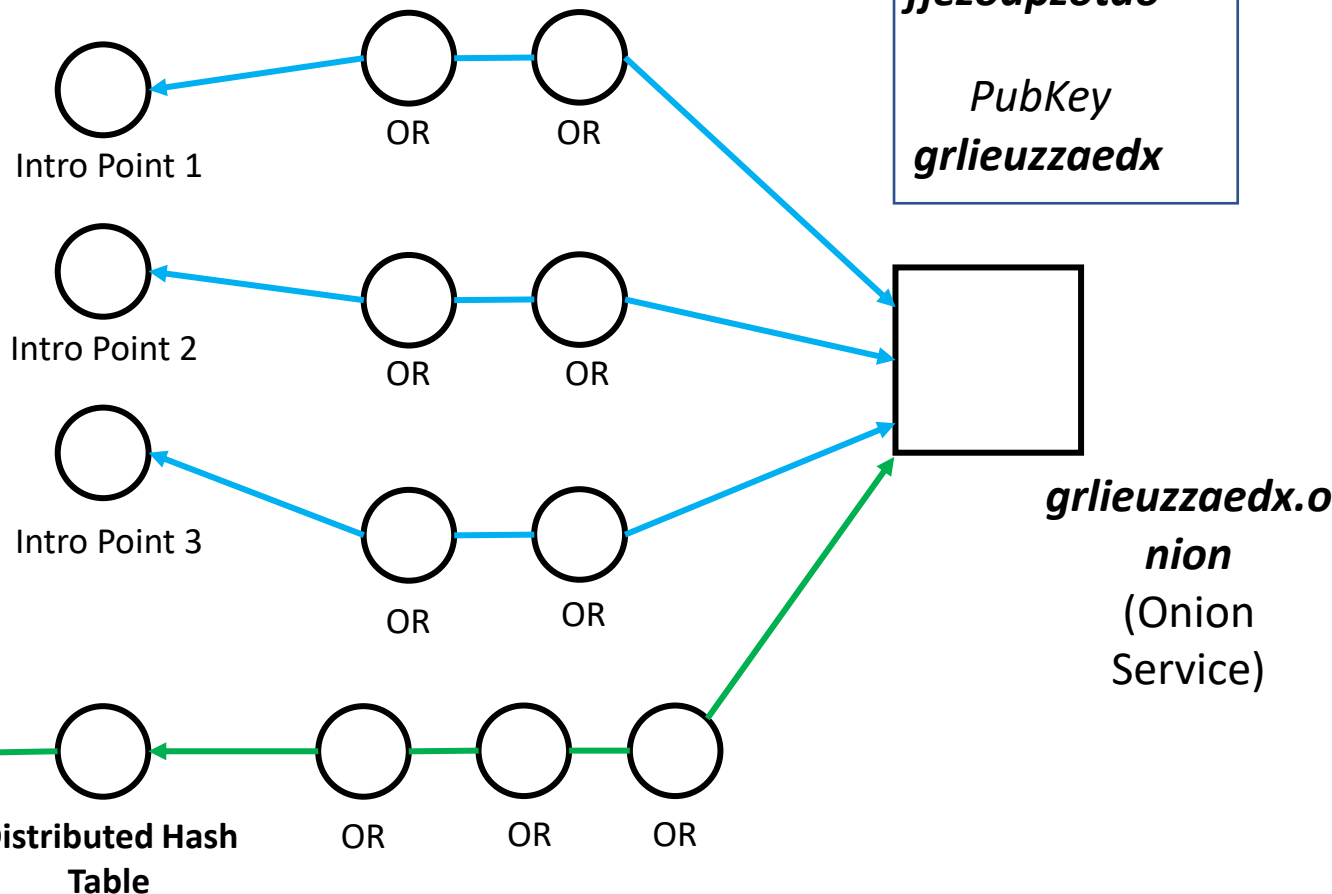 PubKey
grlieuzzaedx
OR
OR
Intro Point 1
OR
OR
Intro Point 2
grlieuzzaedx.o
nion
(Onion
Service)
OR
OR
Intro Point 3
Hash
Table
OR
OR
OR